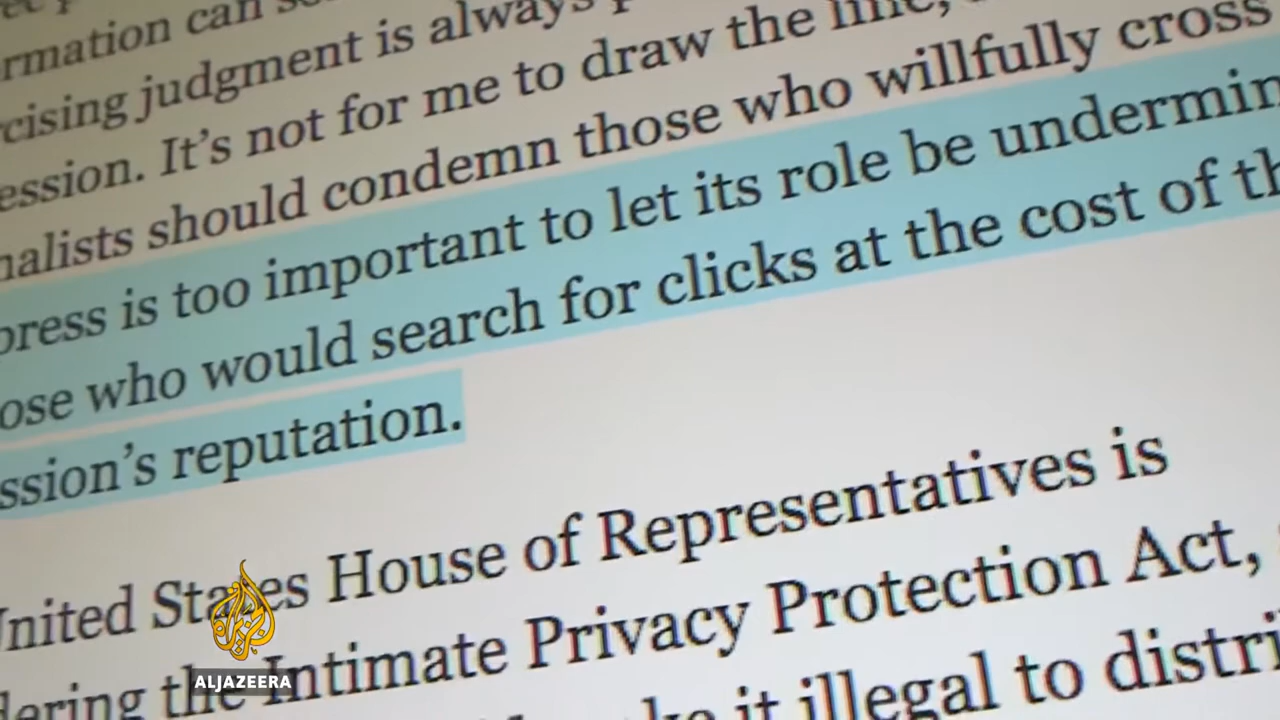 can
judgment is always
ession. It's not for me to draw the line,
nalists should condemn those who willfully cross
press is too important to let its role be undermin
ose who would search for clicks at the cost of th
ssion's reputation.
United States House of Representatives is
dering the Intimate Privacy Protection Act,
it illegal to distri
ALJAZEERA